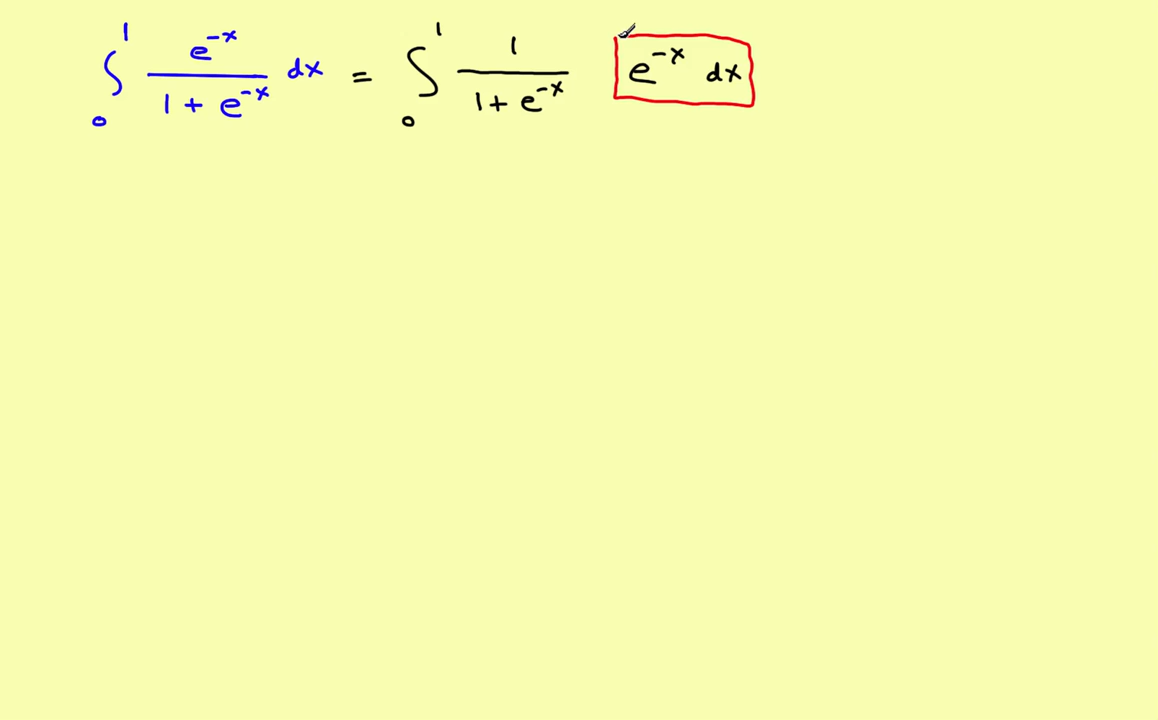 ∫₀¹ e⁻ˣ / (1 + e⁻ˣ) dx = ∫₀¹ 1 / (1 + e⁻ˣ) e⁻ˣ dx